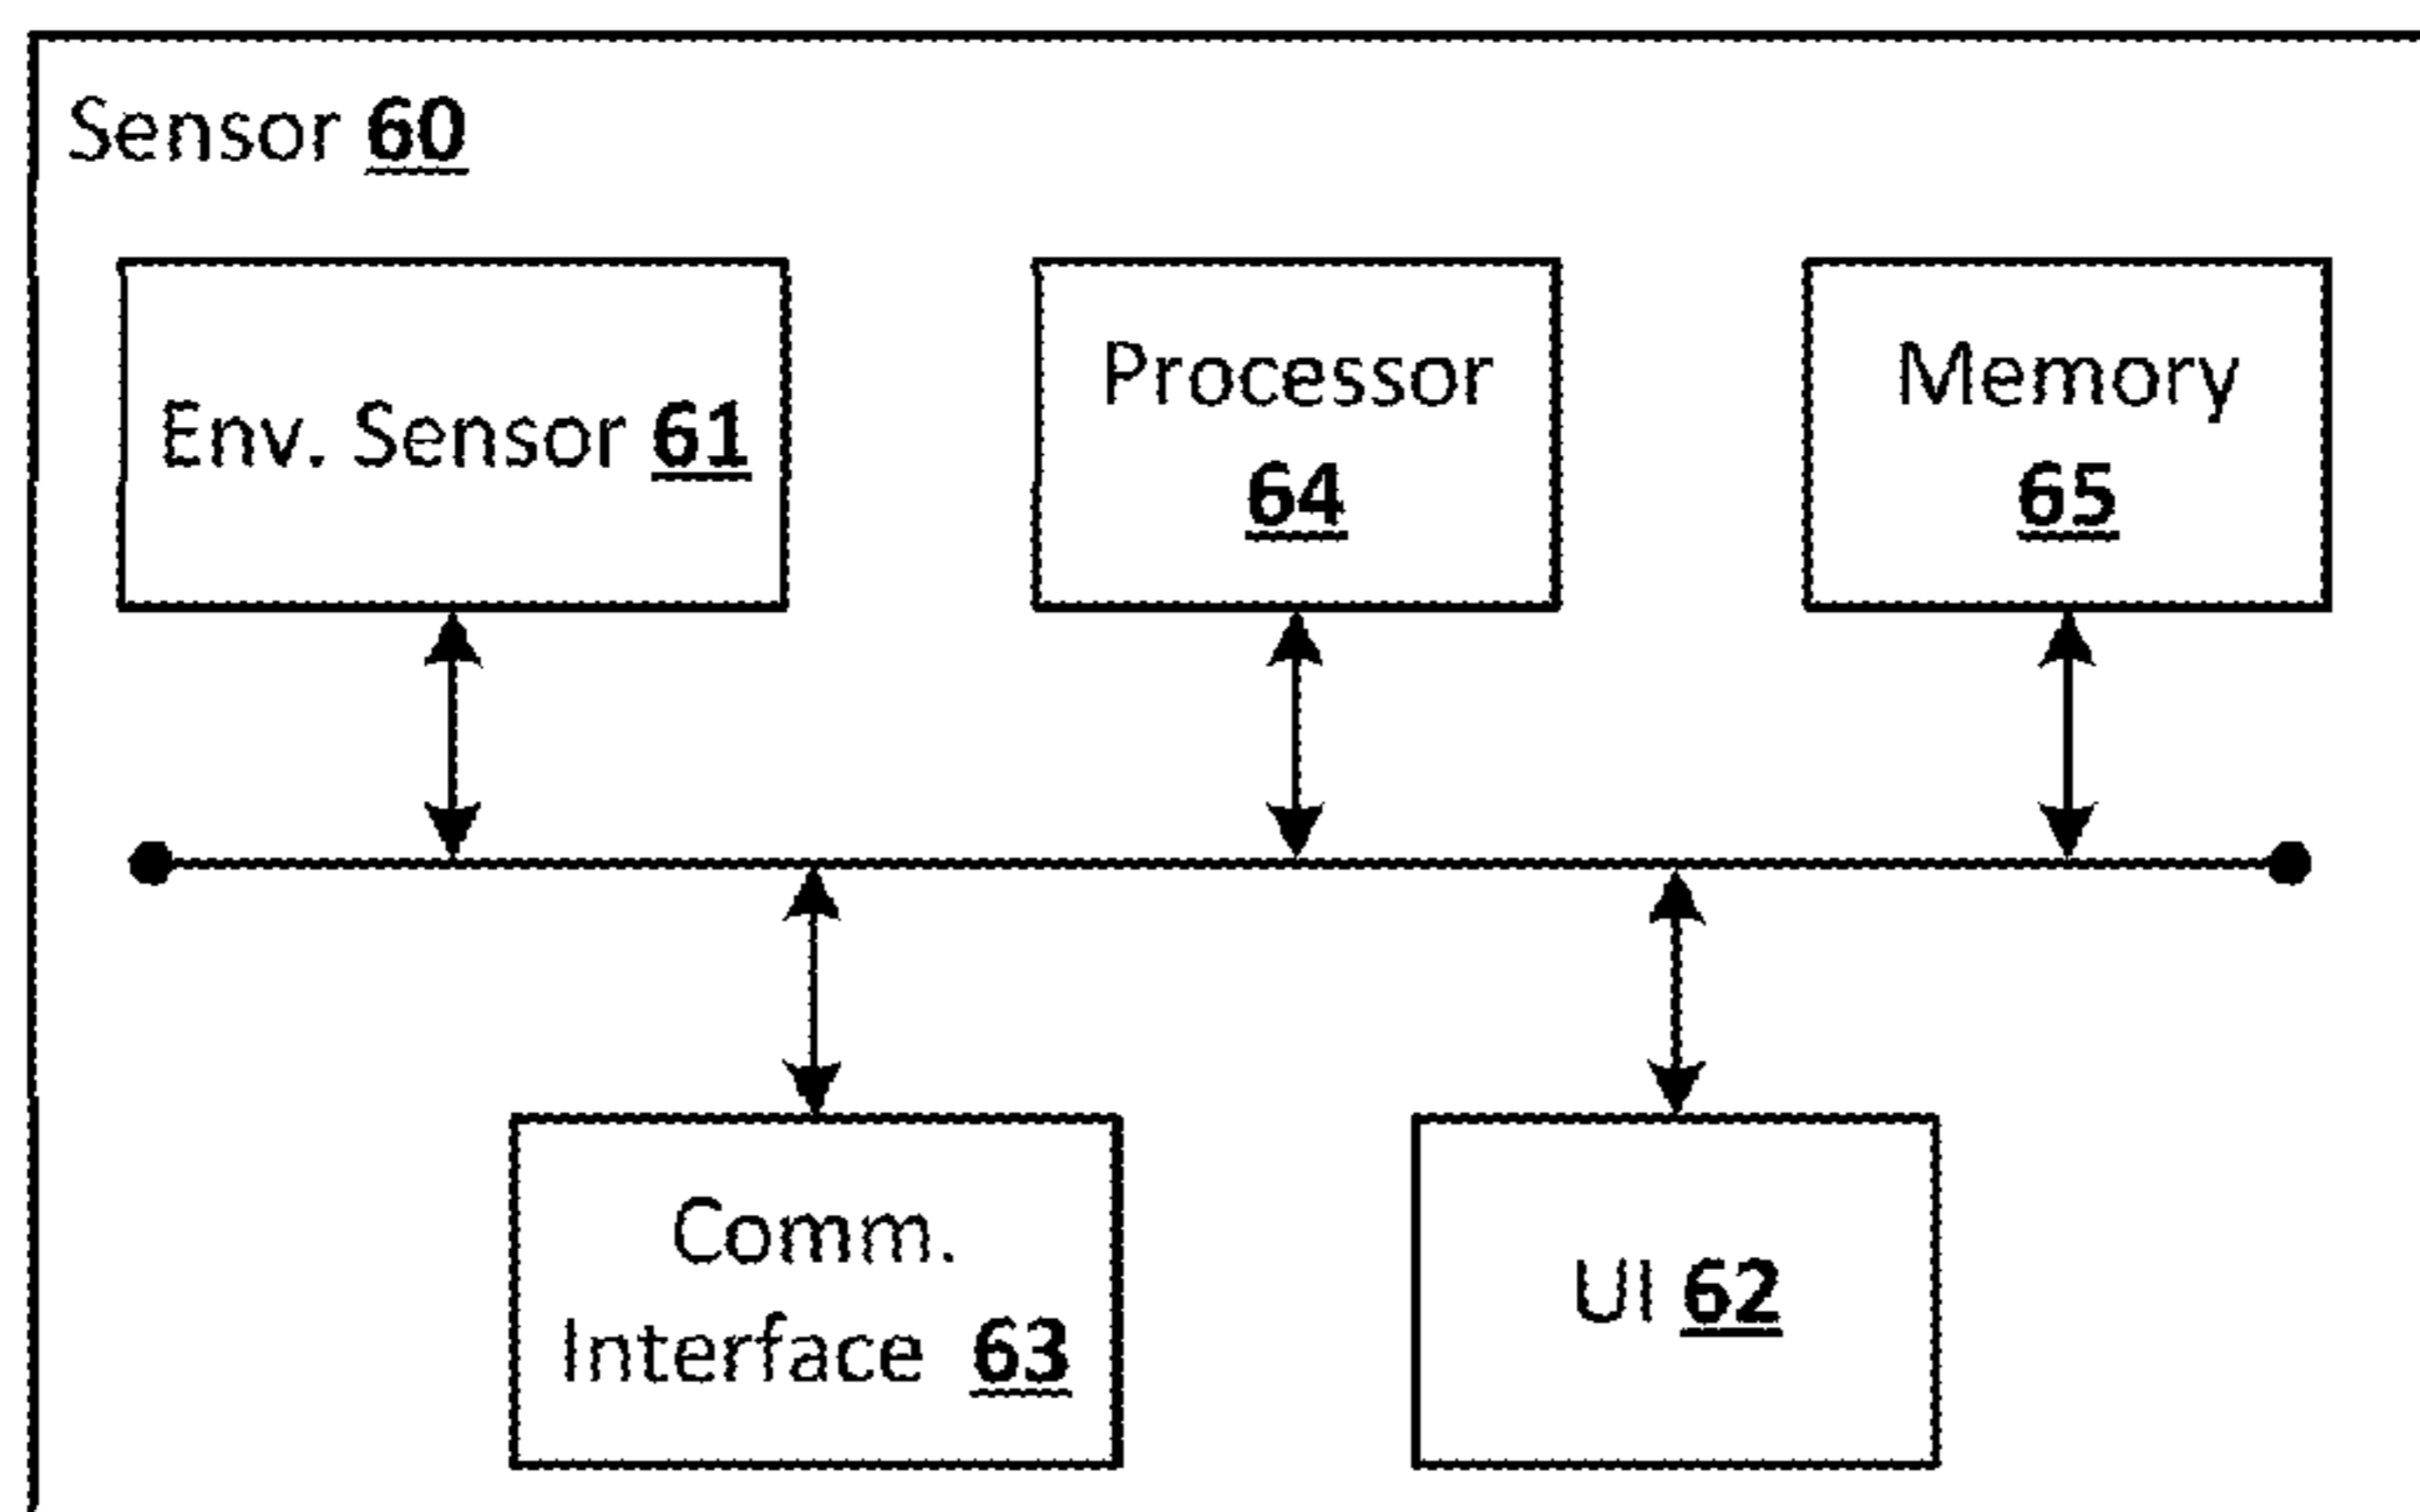 Sensor 60
Env. Sensor 61
Processor
64
Memory
65
Comm.
Interface 63
UI 62